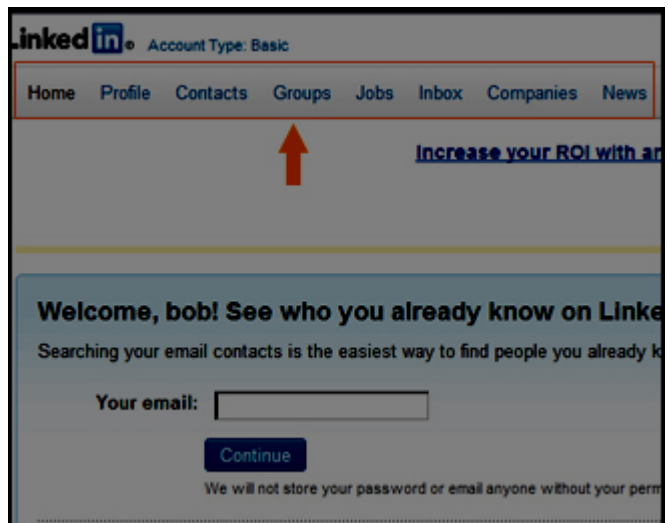 Linked in® Account Type: Basic
Home Profile Contacts Groups Jobs Inbox Companies News
Increase your ROI with an
Welcome, bob! See who you already know on Linke
Searching your email contacts is the easiest way to find people you already k
Your email:
Continue
We will not store your password or email anyone without your perm